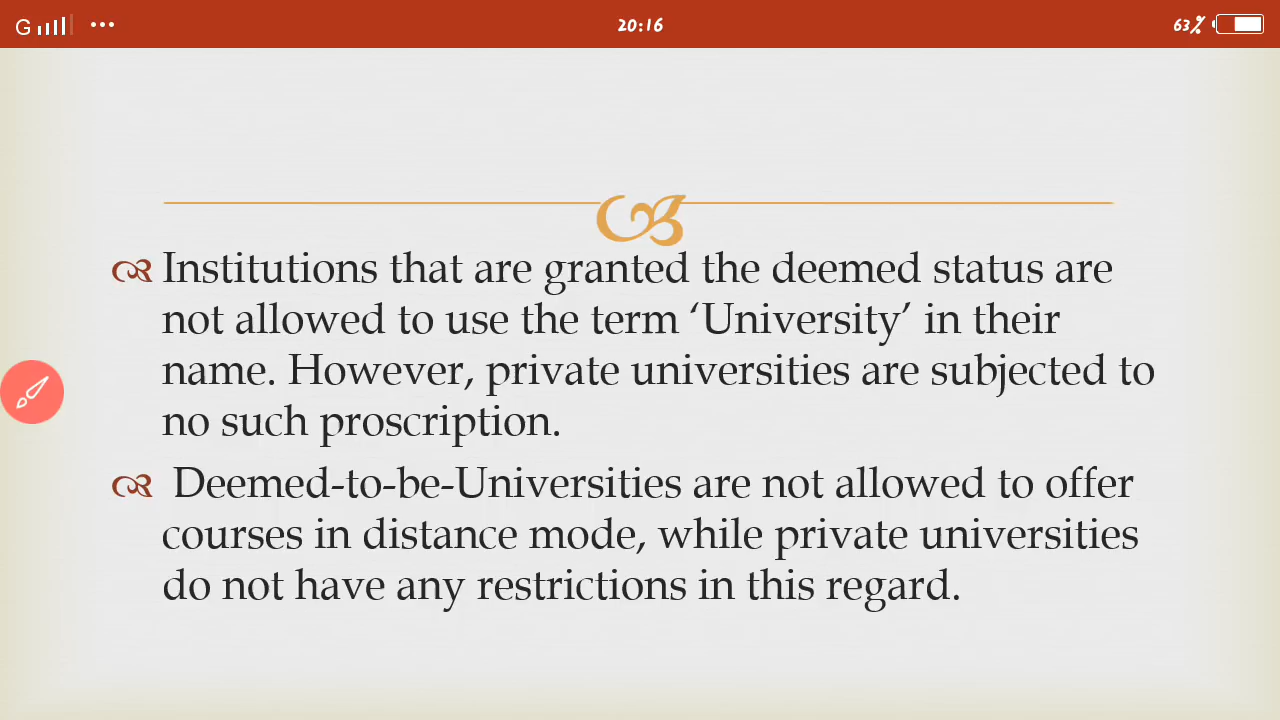 G 20:16 63%
Institutions that are granted the deemed status are
not allowed to use the term ‘University’ in their
name. However, private universities are subjected to
no such proscription.
Deemed-to-be-Universities are not allowed to offer
courses in distance mode, while private universities
do not have any restrictions in this regard.